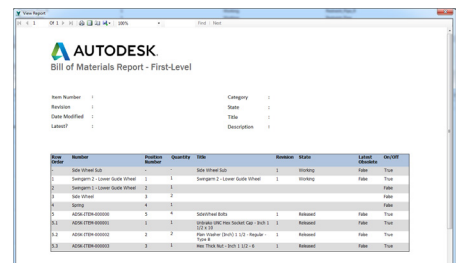 View Report
1 Of 1 100% Find | Next
AUTODESK.
Bill of Materials Report - First-Level
Item Number : Category :
Revision : State :
Date Modified : Title :
Latest? : Description :
Row Order Number Position Number Quantity Title Revision State Latest Obsolete On/Off
- Side Wheel Sub - - Side Wheel Sub 1 Working False True
1 Swingarm 2 - Lower Guide Wheel 1 1 Swingarm 2 - Lower Guide Wheel 1 Working False True
2 Swingarm 1 - Lower Guide Wheel 2 1 False
3 Side Wheel 3 2 False
4 Spring 4 1 False
5 ADSK-ITEM-000000 5 4 SideWheel Bolts 1 Released False True
5.1 ADSK-ITEM-000001 1 1 Unbrako UNC Hex Socket Cap - Inch 1
1/2 x 10 1 Released False True
5.2 ADSK-ITEM-000002 2 2 Plain Washer (Inch) 1 1/2 - Regular -
Type B 1 Released False True
5.3 ADSK-ITEM-000003 3 1 Hex Thick Nut - Inch 1 1/2 - 6 1 Released False True